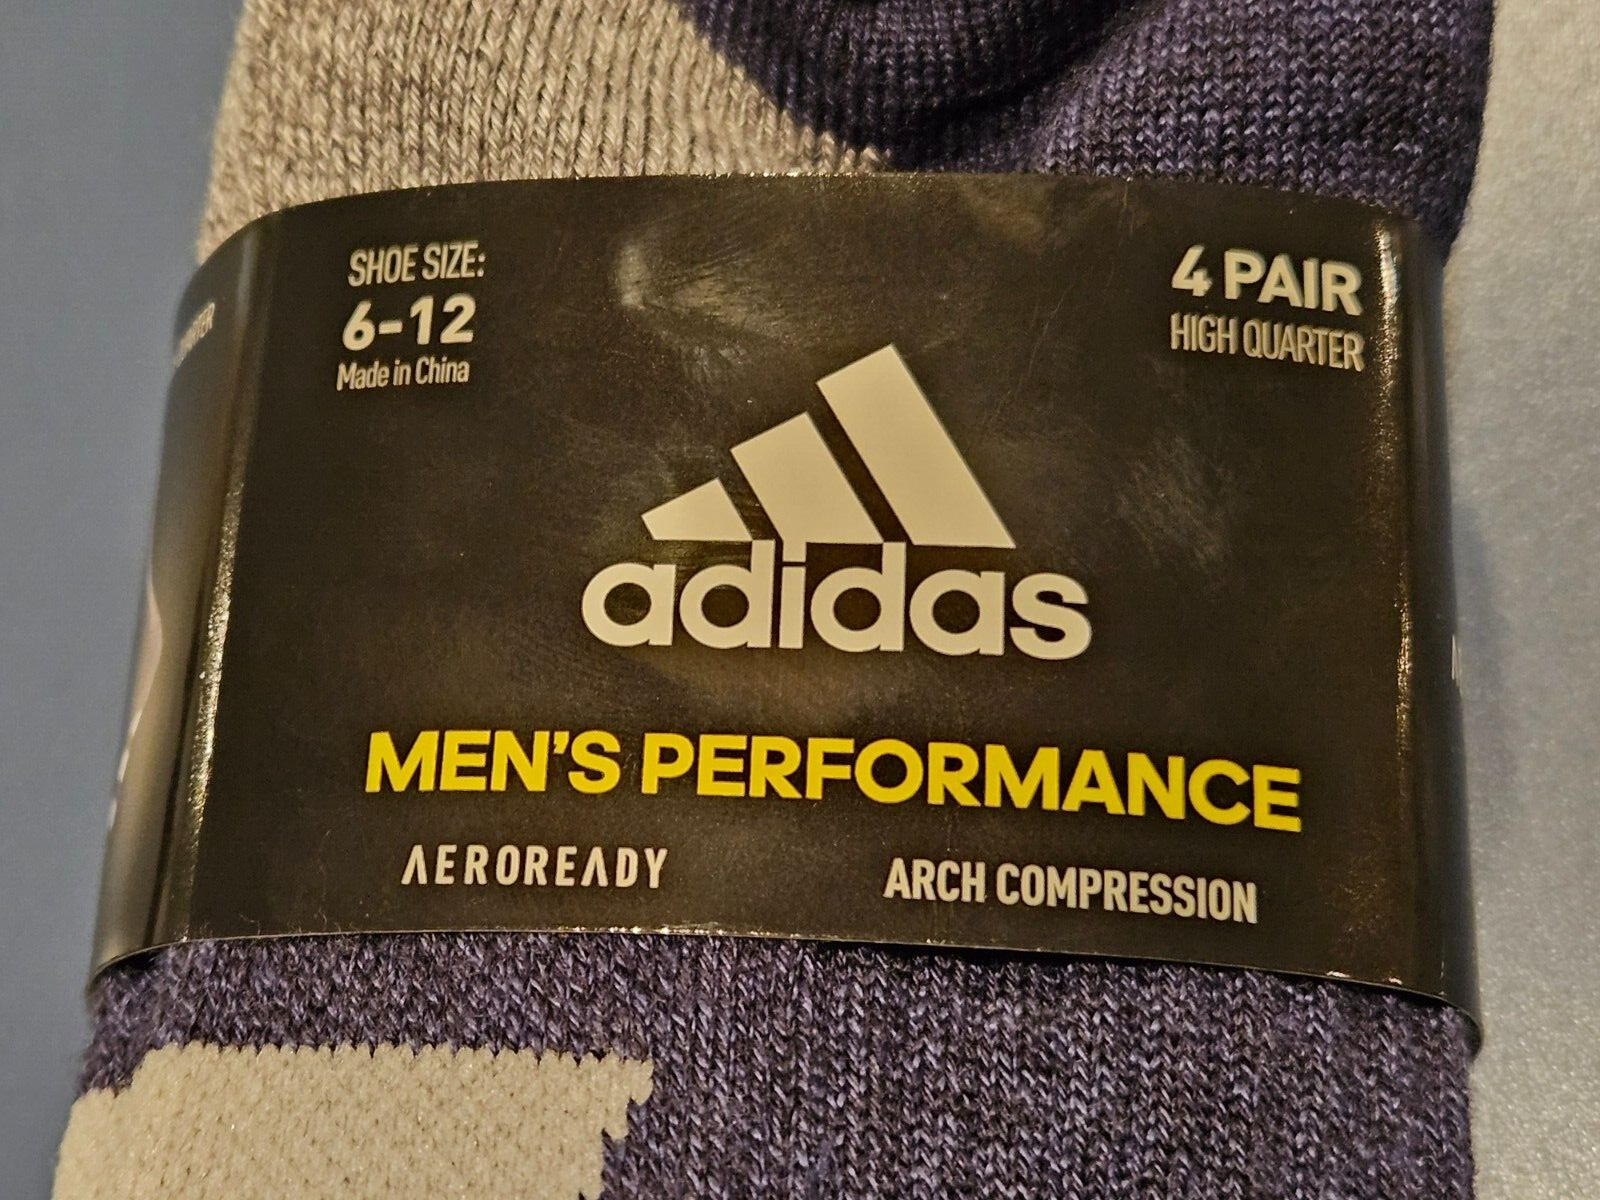 SHOE SIZE:
6-12
Made in China
4 PAIR
HIGH QUARTER
adidas
MEN'S PERFORMANCE
AEROREADY
ARCH COMPRESSION